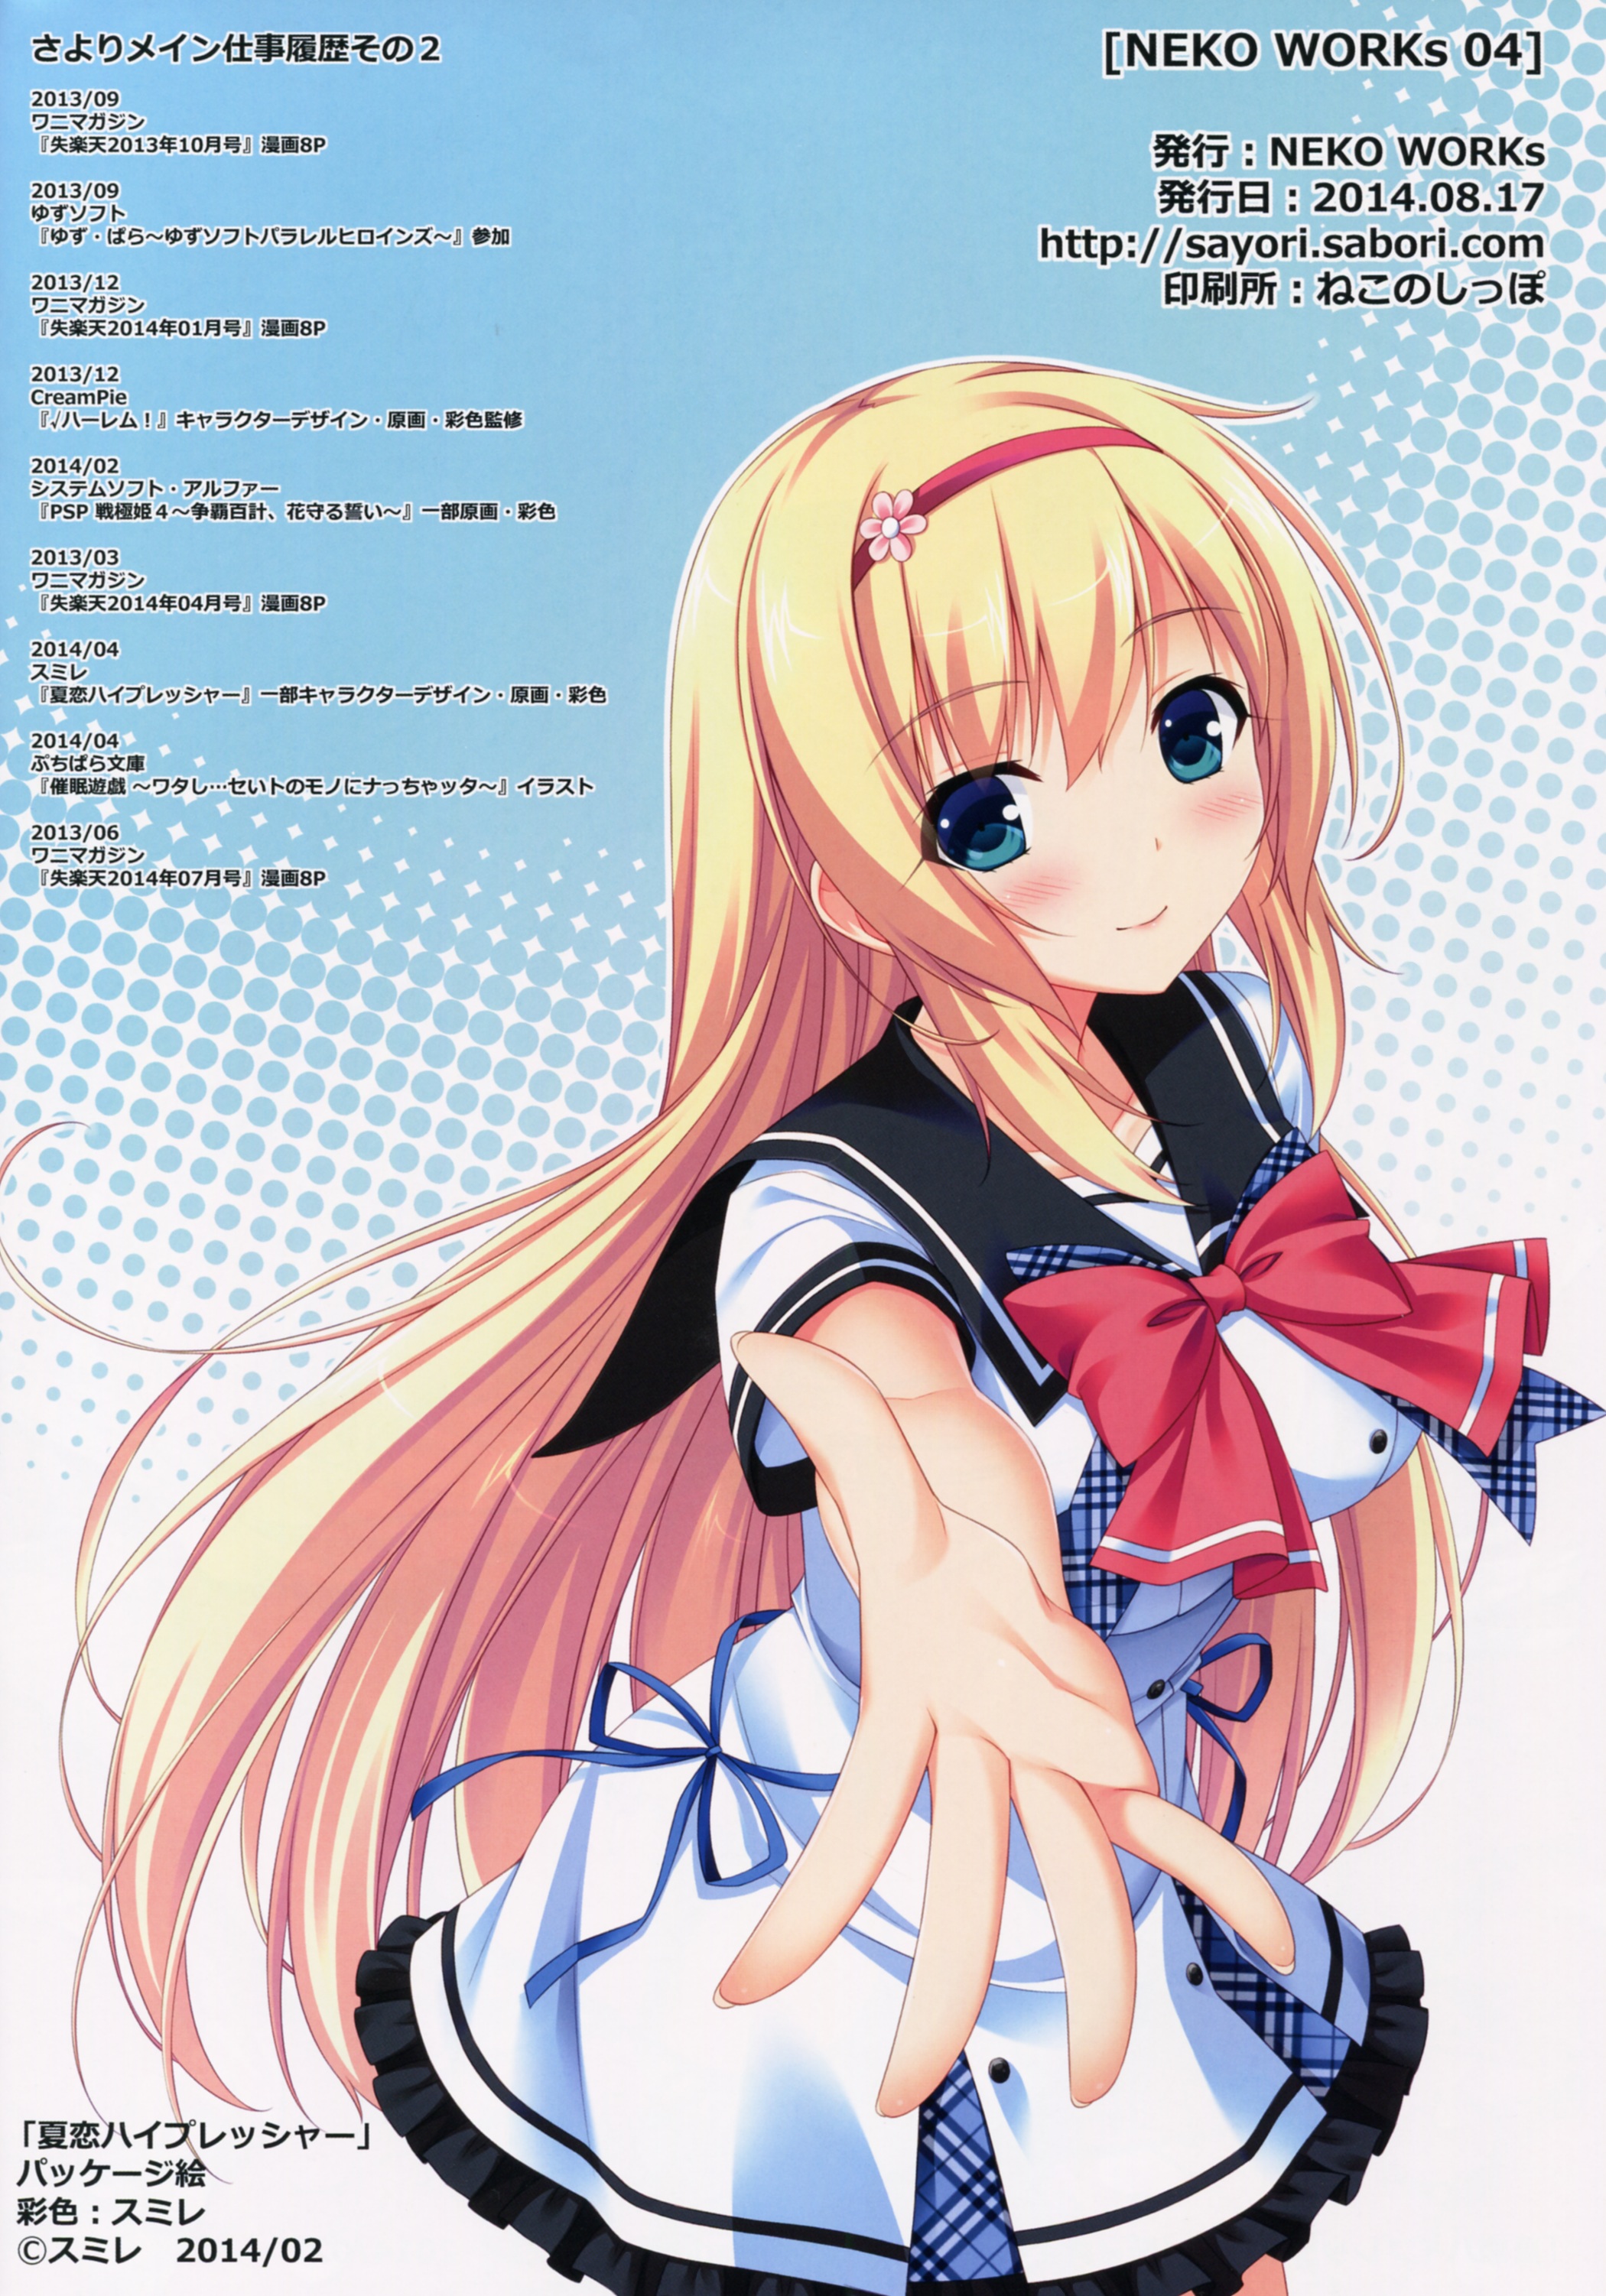 さよりメイン仕事履歴その２
2013/09
ワニマガジン
『失楽天2013年10月号』漫画8P
2013/09
ゆずソフト
『ゆず・ぱら～ゆずソフトパラレルヒロインズ～』参加
2013/12
ワニマガジン
『失楽天2014年01月号』漫画8P
2013/12
CreamPie
『√ハーレム！』キャラクターデザイン・原画・彩色監修
2014/02
システムソフト・アルファー
『PSP 戦極姫４～争覇百計、花守る誓い～』一部原画・彩色
2013/03
ワニマガジン
『失楽天2014年04月号』漫画8P
2014/04
スミレ
『夏恋ハイプレッシャー』一部キャラクターデザイン・原画・彩色
2014/04
ぷちぱら文庫
『催眠遊戯 ～ワタし…セいトのモノにナっちゃッタ～』イラスト
2013/06
ワニマガジン
『失楽天2014年07月号』漫画8P
[NEKO WORKs 04]
発行：NEKO WORKs
発行日：2014.08.17
http://sayori.sabori.com
印刷所：ねこのしっぽ
「夏恋ハイプレッシャー」
パッケージ絵
彩色：スミレ
©スミレ　2014/02